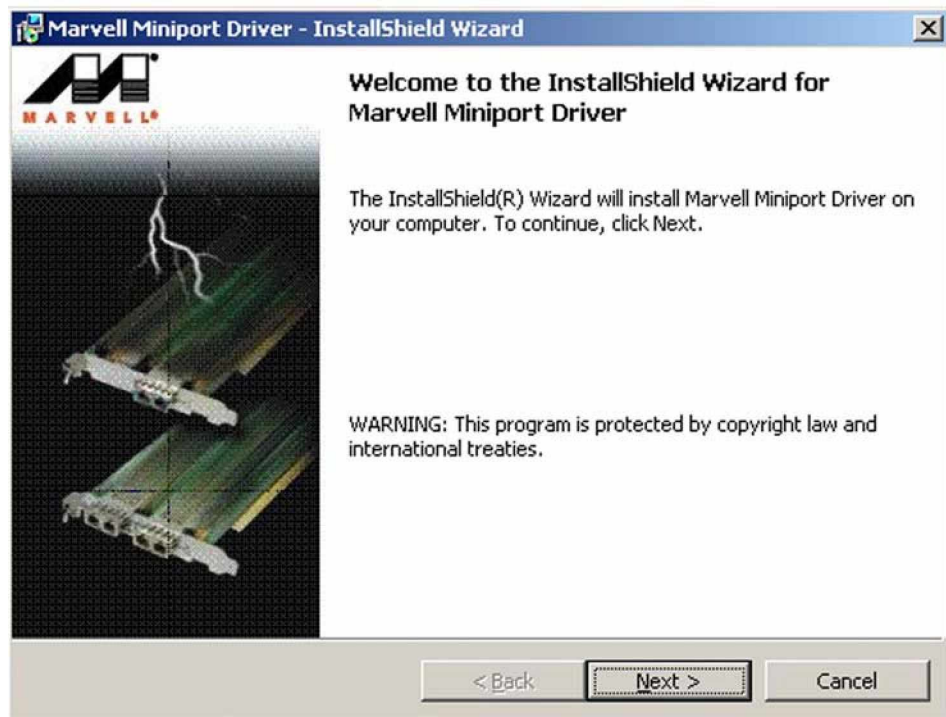 Marvell Miniport Driver - InstallShield Wizard
MARVELL®
Welcome to the InstallShield Wizard for
Marvell Miniport Driver
The InstallShield(R) Wizard will install Marvell Miniport Driver on
your computer. To continue, click Next.
WARNING: This program is protected by copyright law and
international treaties.
< Back
Next >
Cancel